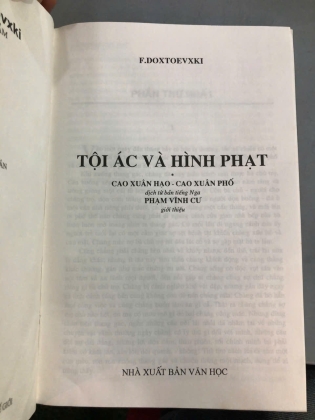 F.DOXTOEVXKI
TỘI ÁC VÀ HÌNH PHẠT
*
CAO XUÂN HẠO - CAO XUÂN PHỔ
dịch từ bản tiếng Nga
PHẠM VĨNH CƯ
giới thiệu
NHÀ XUẤT BẢN VĂN HỌC